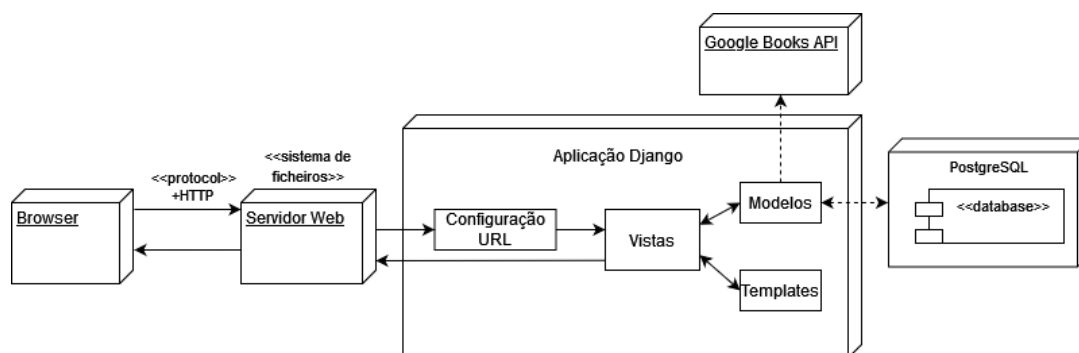 Google Books API
Aplicação Django
<<sistema de
ficheiros>>
<<protocol>>
+HTTP
Browser
Servidor Web
Configuração
URL
Vistas
Modelos
Templates
PostgreSQL
<<database>>